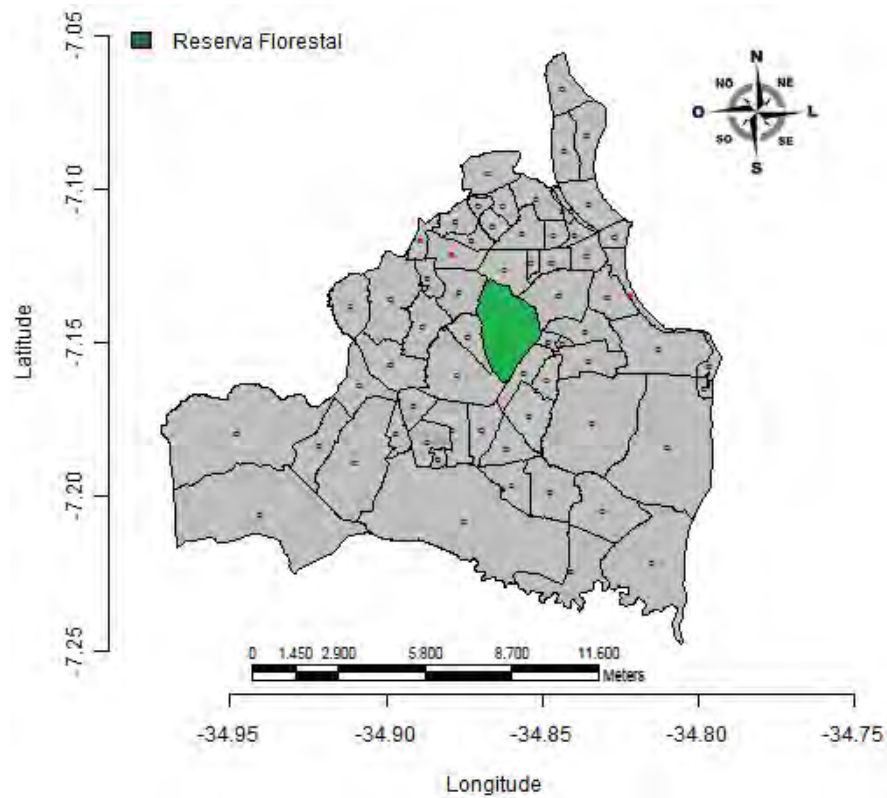 Reserva Florestal
N
NO NE
O L
SO SE
S
-7.05
-7.10
-7.15
-7.20
-7.25
Latitude
0 1.450 2.900 5.800 8.700 11.600
Meters
-34.95 -34.90 -34.85 -34.80 -34.75
Longitude